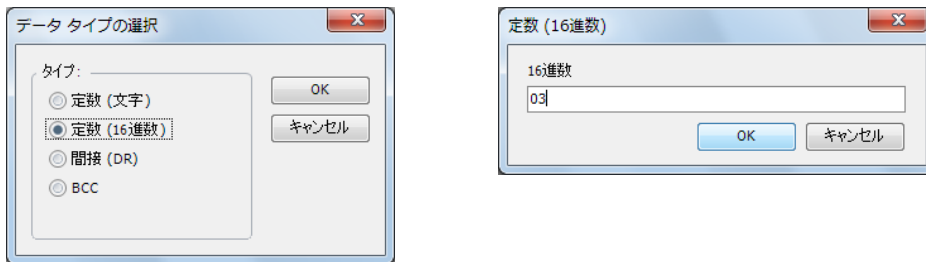 データ タイプの選択
タイプ:
定数 (文字)
定数 (16進数)
間接 (DR)
BCC
OK
キャンセル
定数 (16進数)
16進数
03
OK
キャンセル